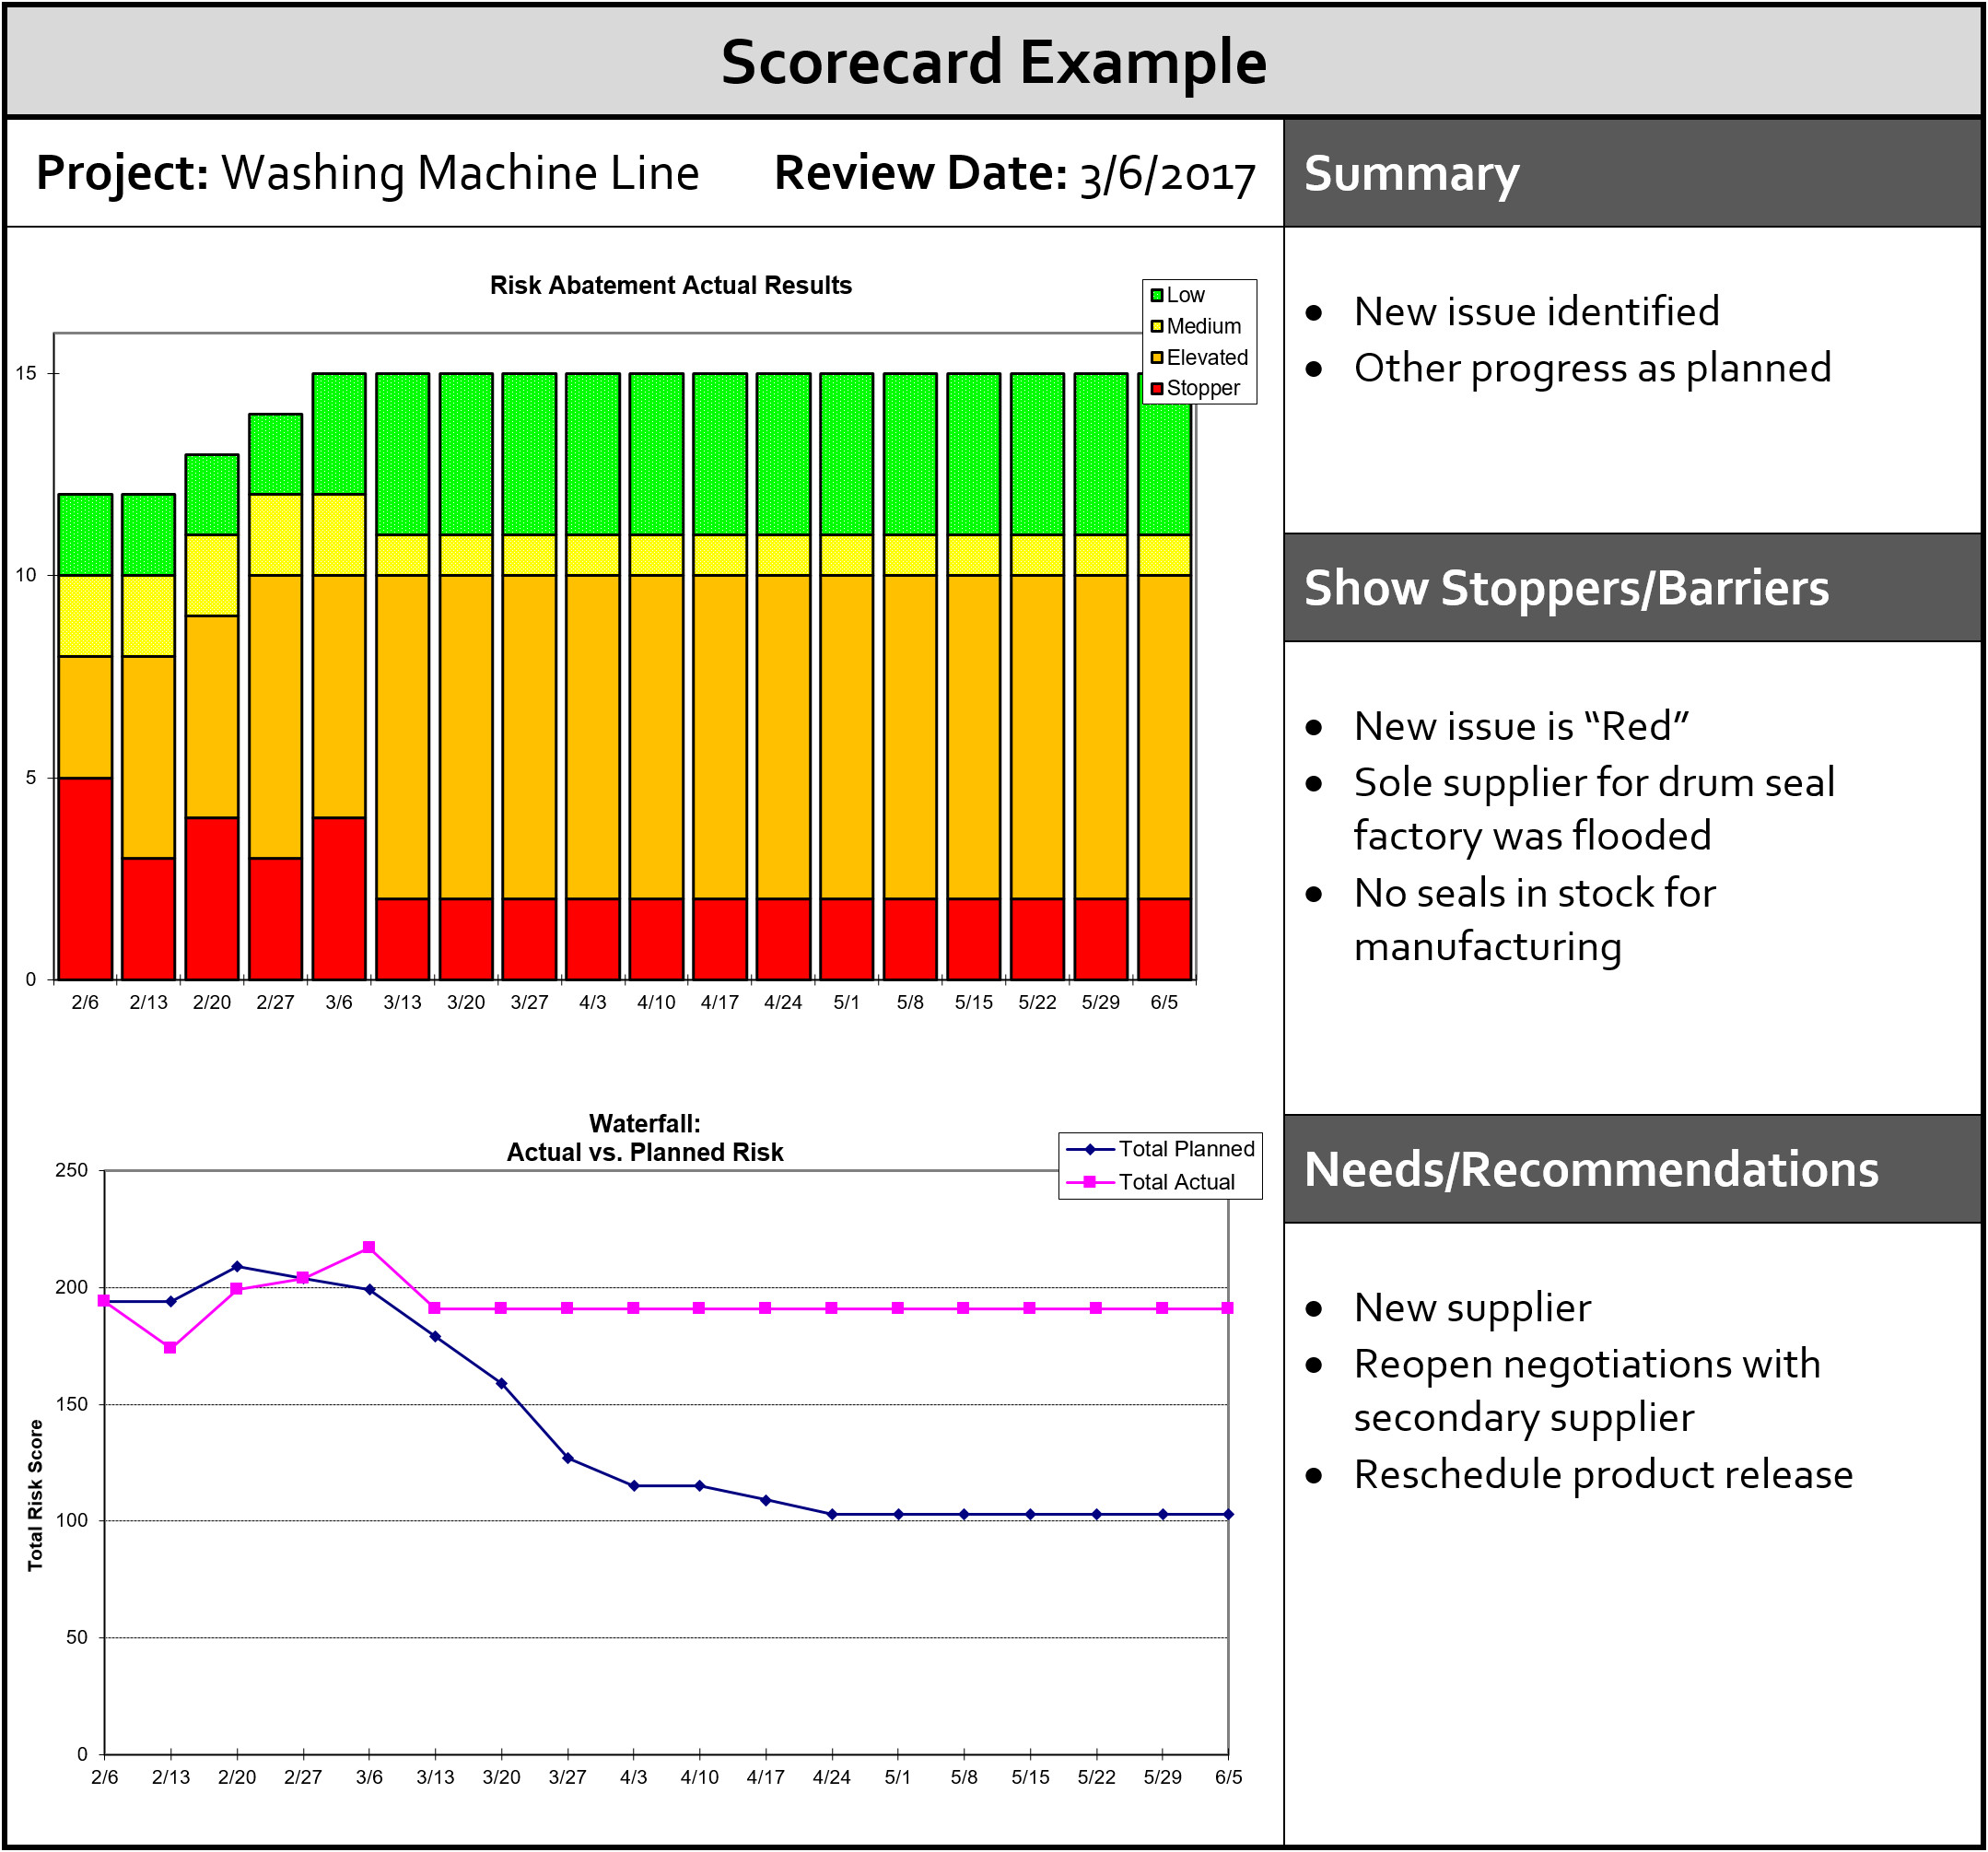 Scorecard Example
Project: Washing Machine Line Review Date: 3/6/2017
Risk Abatement Actual Results
Low
Medium
Elevated
Stopper
15
10
5
0
2/6 2/13 2/20 2/27 3/6 3/13 3/20 3/27 4/3 4/10 4/17 4/24 5/1 5/8 5/15 5/22 5/29 6/5
Waterfall:
Actual vs. Planned Risk
Total Planned
Total Actual
250
200
150
100
50
0
Total Risk Score
2/6 2/13 2/20 2/27 3/6 3/13 3/20 3/27 4/3 4/10 4/17 4/24 5/1 5/8 5/15 5/22 5/29 6/5
Summary
• New issue identified
• Other progress as planned
Show Stoppers/Barriers
• New issue is “Red”
• Sole supplier for drum seal
factory was flooded
• No seals in stock for
manufacturing
Needs/Recommendations
• New supplier
• Reopen negotiations with
secondary supplier
• Reschedule product release